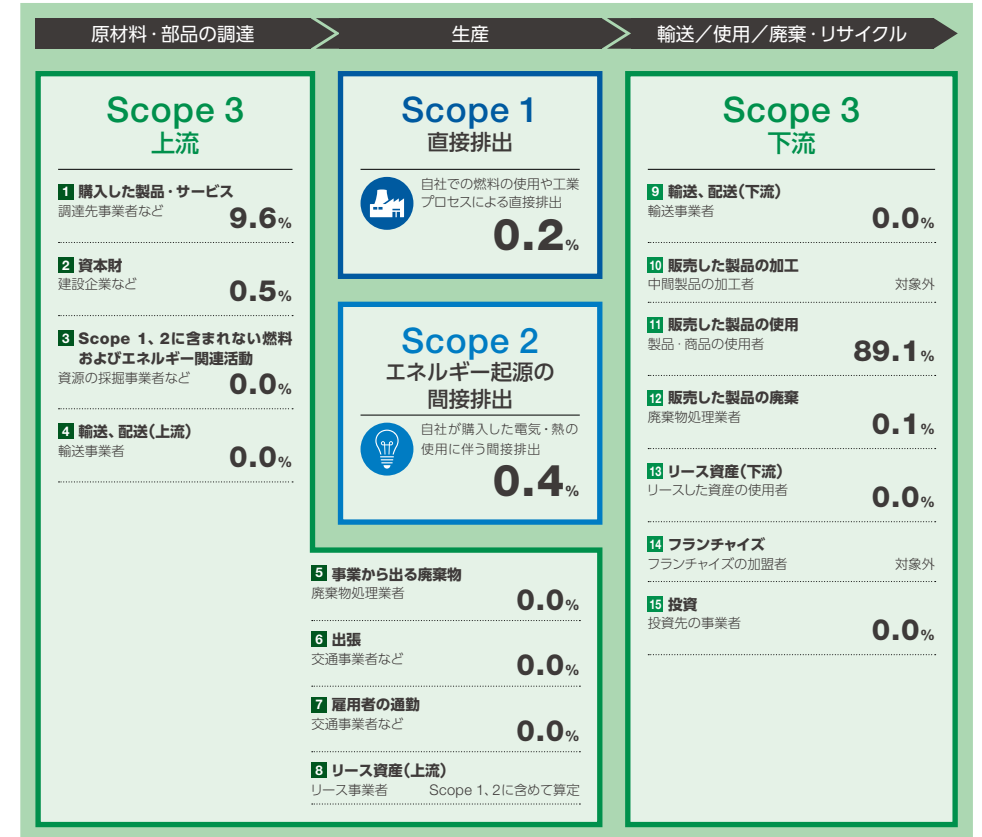 原材料・部品の調達
生産
輸送／使用／廃棄・リサイクル
Scope 3
上流
1 購入した製品・サービス
調達先事業者など
9.6%
2 資本財
建設企業など
0.5%
3 Scope 1、2に含まれない燃料
およびエネルギー関連活動
資源の採掘事業者など
0.0%
4 輸送、配送(上流)
輸送事業者
0.0%
Scope 1
直接排出
自社での燃料の使用や工業
プロセスによる直接排出
0.2%
Scope 2
エネルギー起源の
間接排出
自社が購入した電気・熱の
使用に伴う間接排出
0.4%
5 事業から出る廃棄物
廃棄物処理業者
0.0%
6 出張
交通事業者など
0.0%
7 雇用者の通勤
交通事業者など
0.0%
8 リース資産(上流)
リース事業者 Scope 1、2に含めて算定
Scope 3
下流
9 輸送、配送(下流)
輸送事業者
0.0%
10 販売した製品の加工
中間製品の加工者 対象外
11 販売した製品の使用
製品・商品の使用者
89.1%
12 販売した製品の廃棄
廃棄物処理業者
0.1%
13 リース資産(下流)
リースした資産の使用者
0.0%
14 フランチャイズ
フランチャイズの加盟者 対象外
15 投資
投資先の事業者
0.0%